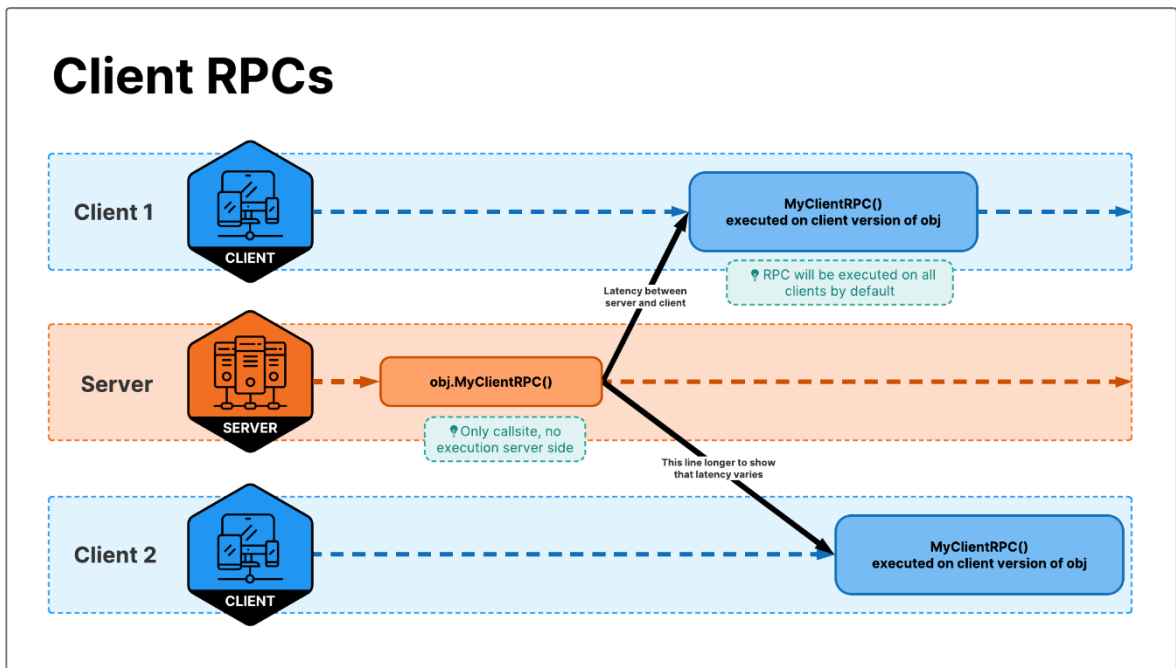 Client RPCs
Client 1
CLIENT
MyClientRPC()
executed on client version of obj
RPC will be executed on all
clients by default
Latency between
server and client
Server
SERVER
obj.MyClientRPC()
Only callsite, no
execution server side
This line longer to show
that latency varies
Client 2
CLIENT
MyClientRPC()
executed on client version of obj